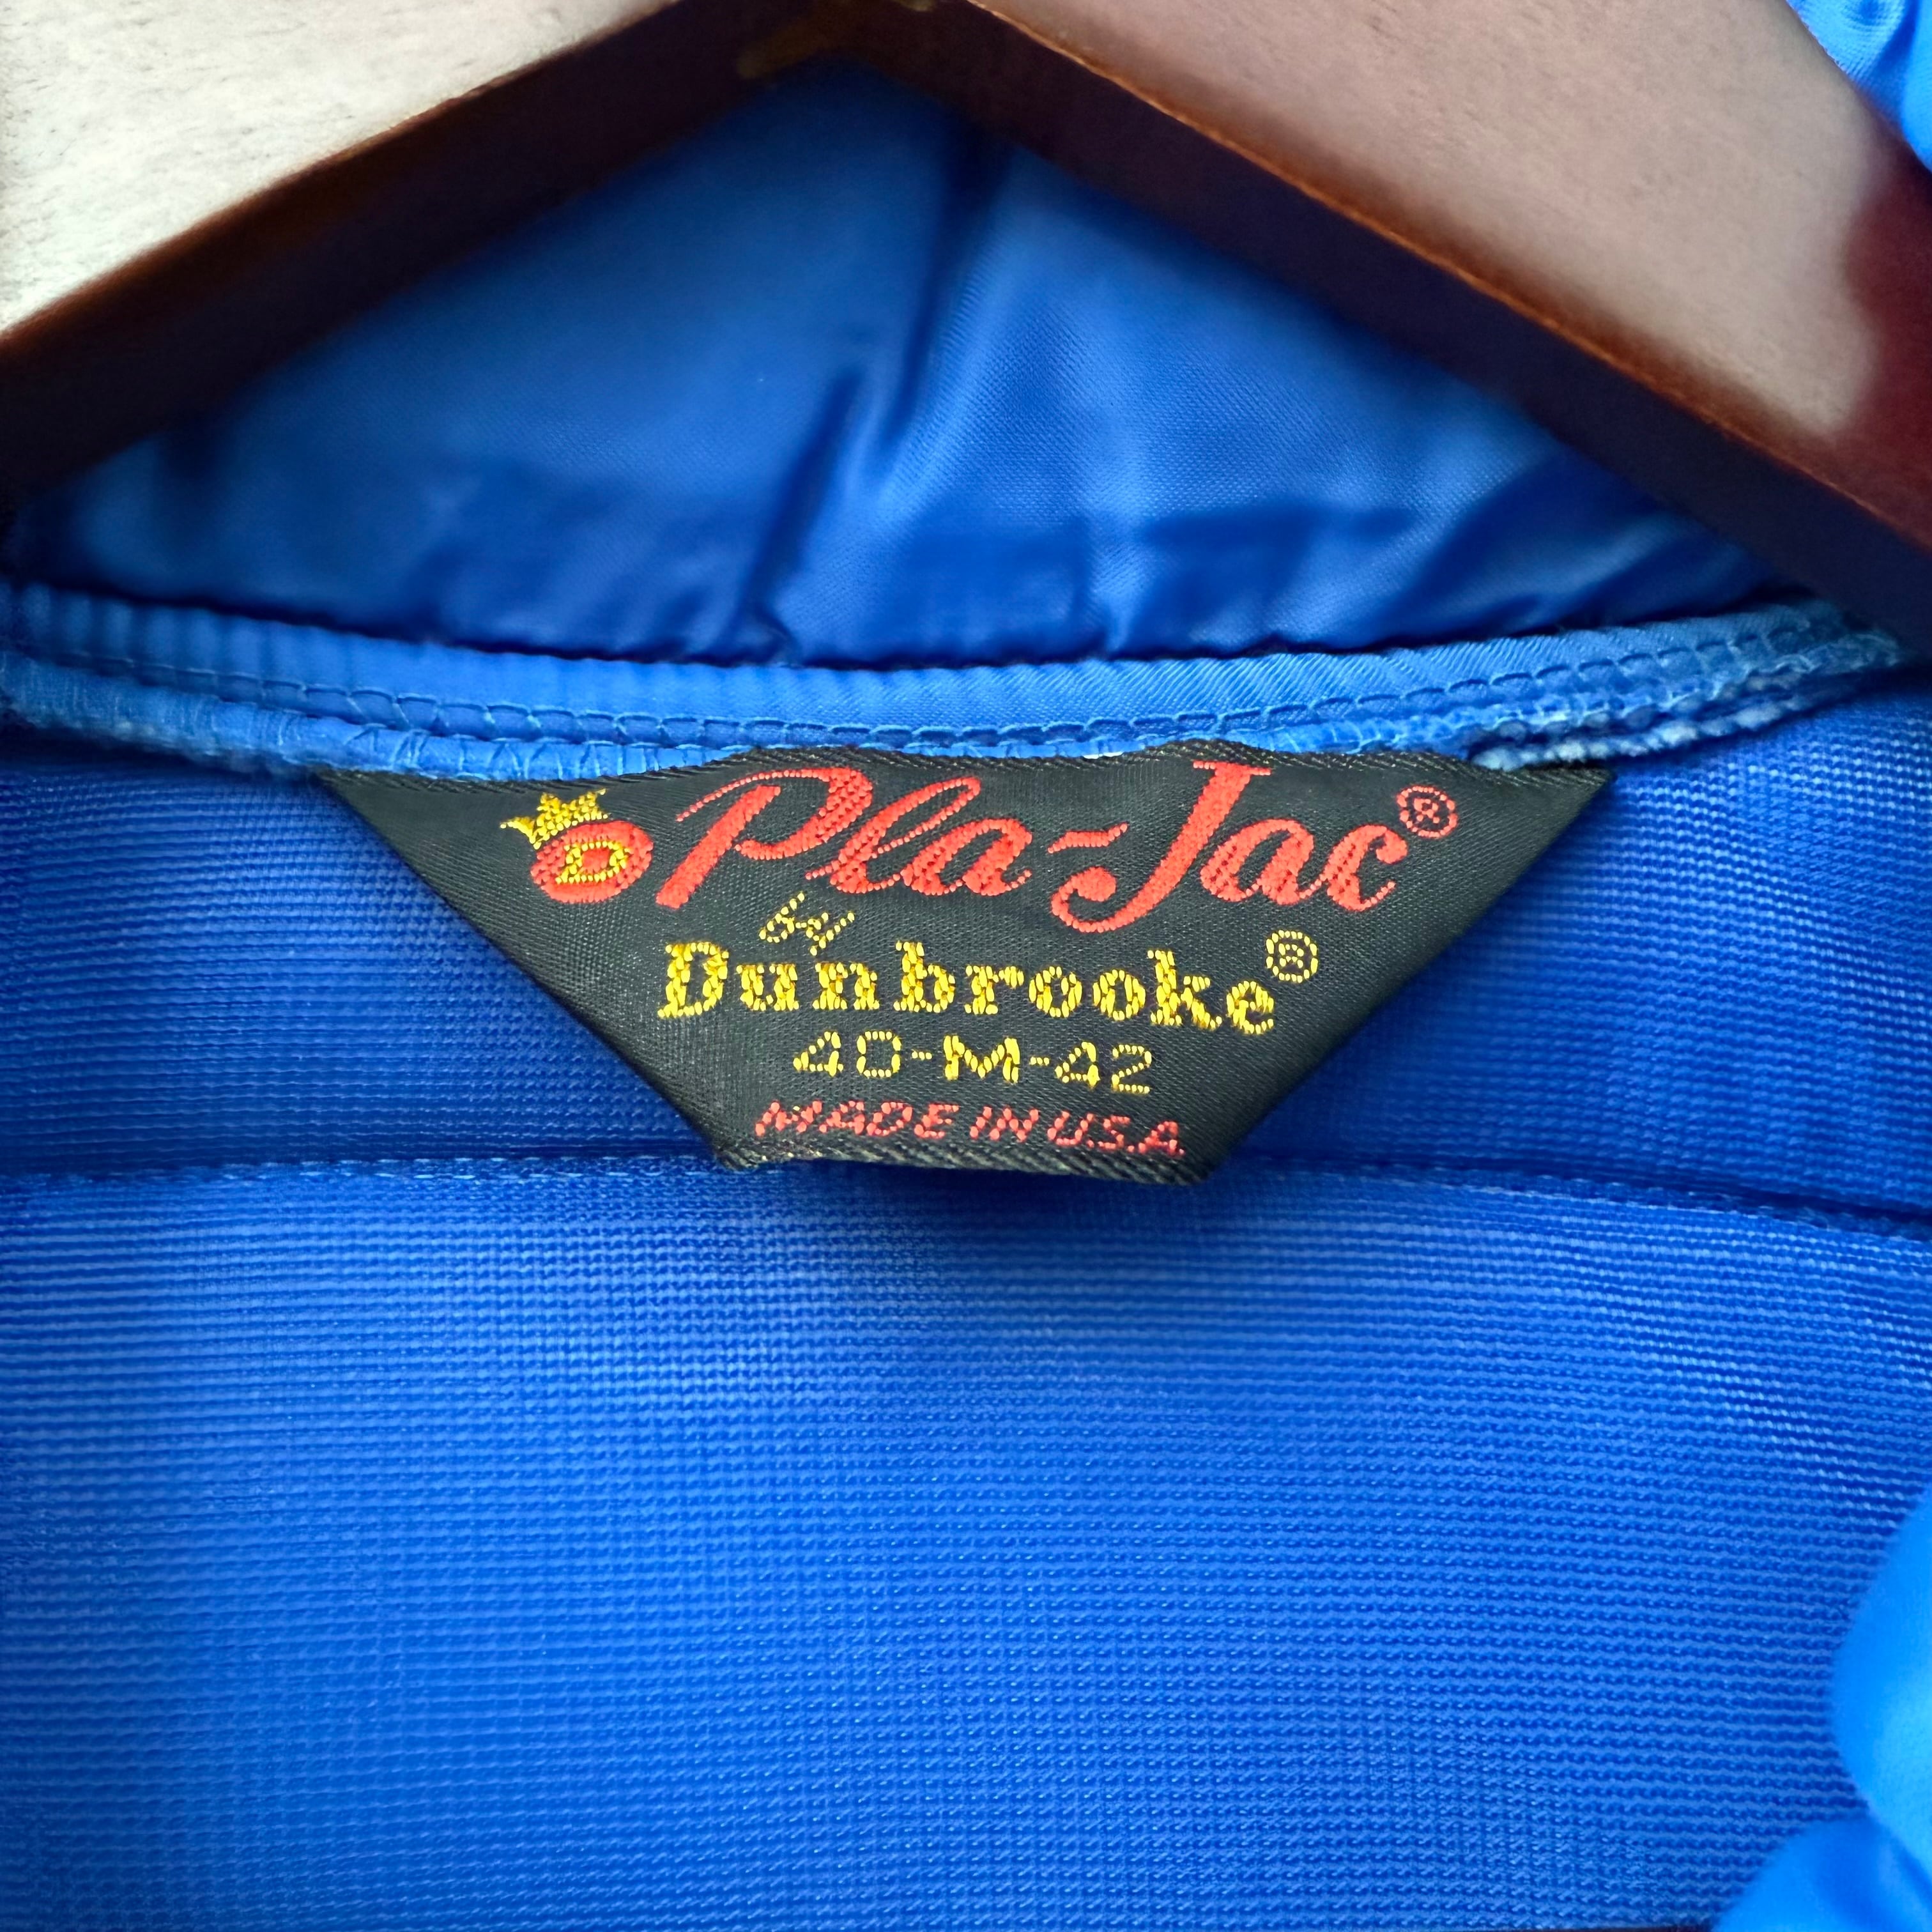 D Pla-Jac®
by
Dunbrooke®
40-M-42
MADE IN U.S.A.